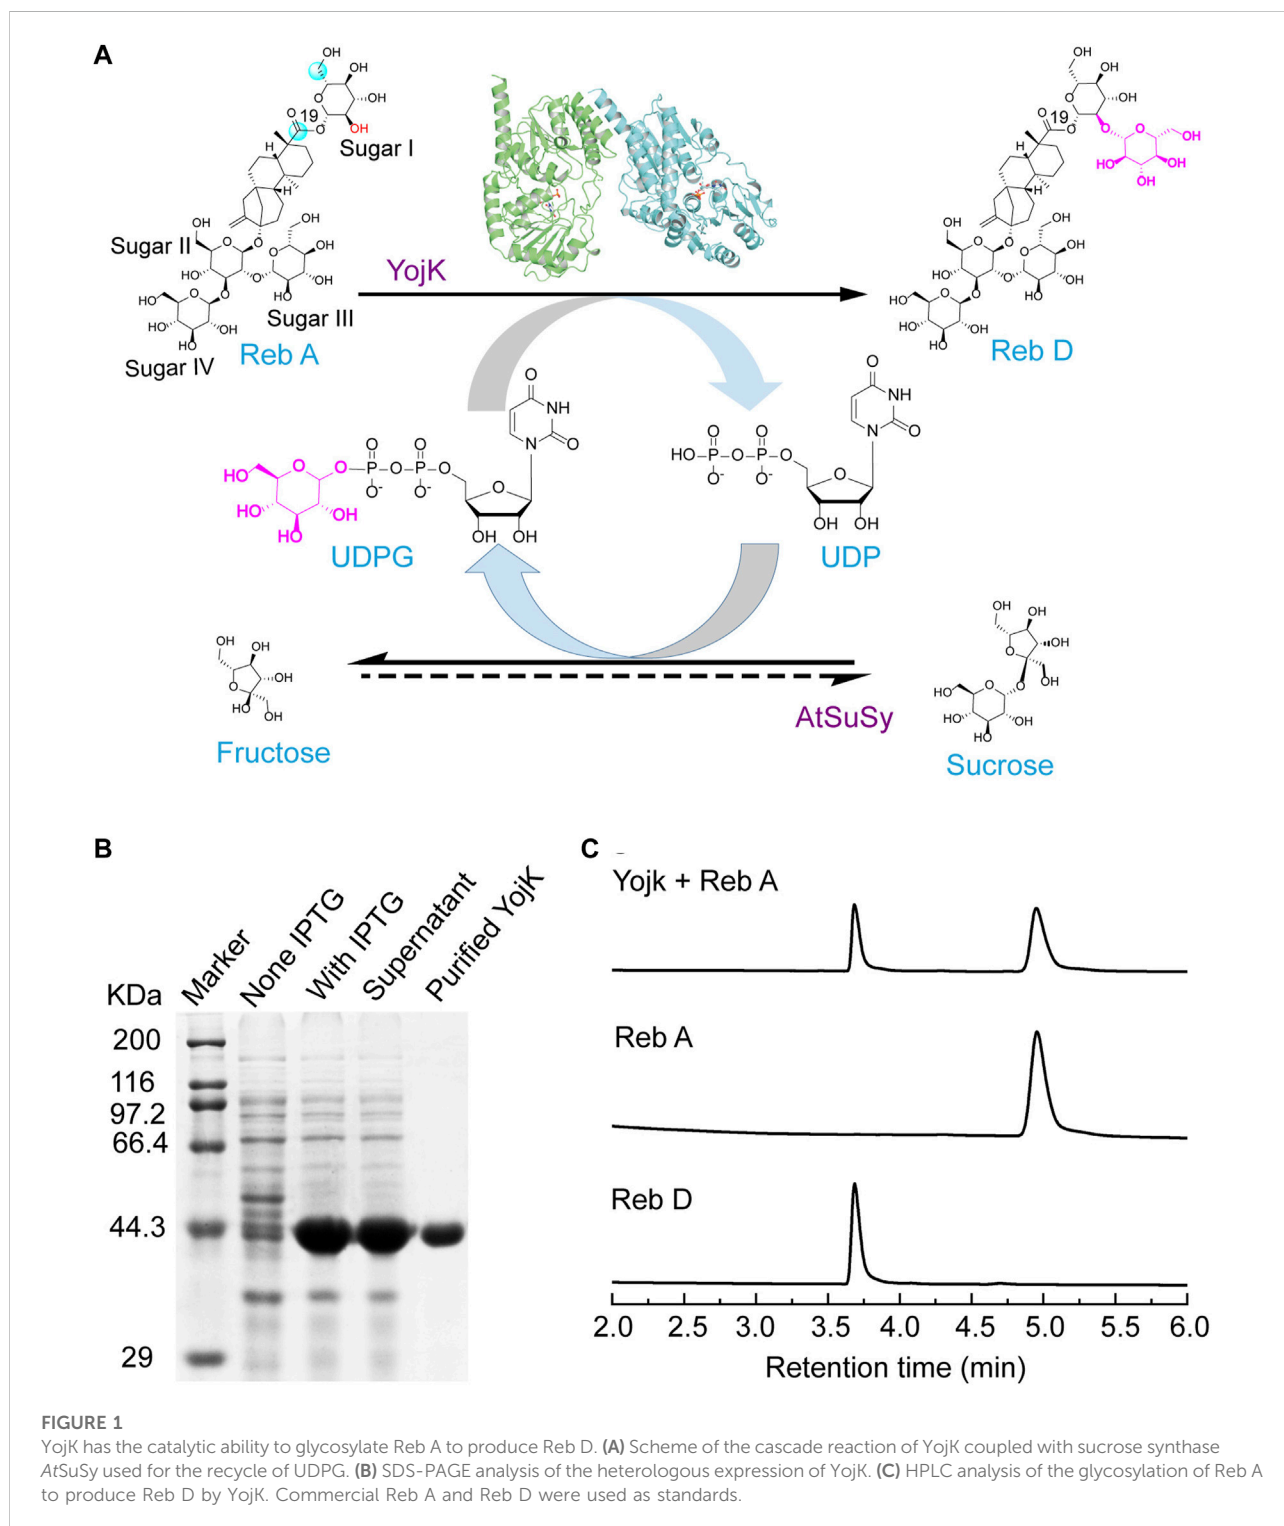 A
OH
OH
O
OH
O
19
O
OH
Sugar I
H
H
OH
Sugar II
HO
O
O
OH
O
OH
OH
HO
O
O
OH
OH
HO
O
O
HO
OH
HO
Sugar III
Sugar IV
Reb A
YojK
OH
OH
O
OH
O
19
O
O
O
OH
HO
OH
OH
H
H
OH
HO
O
O
OH
O
OH
OH
HO
O
O
OH
OH
HO
O
O
HO
OH
HO
Reb D
O
NH
N
O
HO
O
O
HO
OH
HO
O
P
O-
O
O
P
O-
O
O
OH
OH
UDPG
O
NH
N
O
HO
O
P
O-
O
O
P
O-
O
O
OH
OH
UDP
OH
OH
O
OH
HO
OH
Fructose
AtSuSy
OH
OH
O
OH
OH
O
HO
O
HO
OH
HO
Sucrose
B
KDa
Marker
None IPTG
With IPTG
Supernatant
Purified YojK
200
116
97.2
66.4
44.3
29
C
Yojk + Reb A
Reb A
Reb D
2.0 2.5 3.0 3.5 4.0 4.5 5.0 5.5 6.0
Retention time (min)
FIGURE 1
YojK has the catalytic ability to glycosylate Reb A to produce Reb D. (A) Scheme of the cascade reaction of YojK coupled with sucrose synthase
AtSuSy used for the recycle of UDPG. (B) SDS-PAGE analysis of the heterologous expression of YojK. (C) HPLC analysis of the glycosylation of Reb A
to produce Reb D by YojK. Commercial Reb A and Reb D were used as standards.